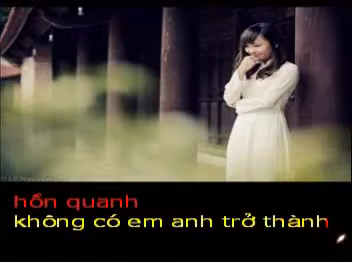 hồn quanh
không có em anh trở thành